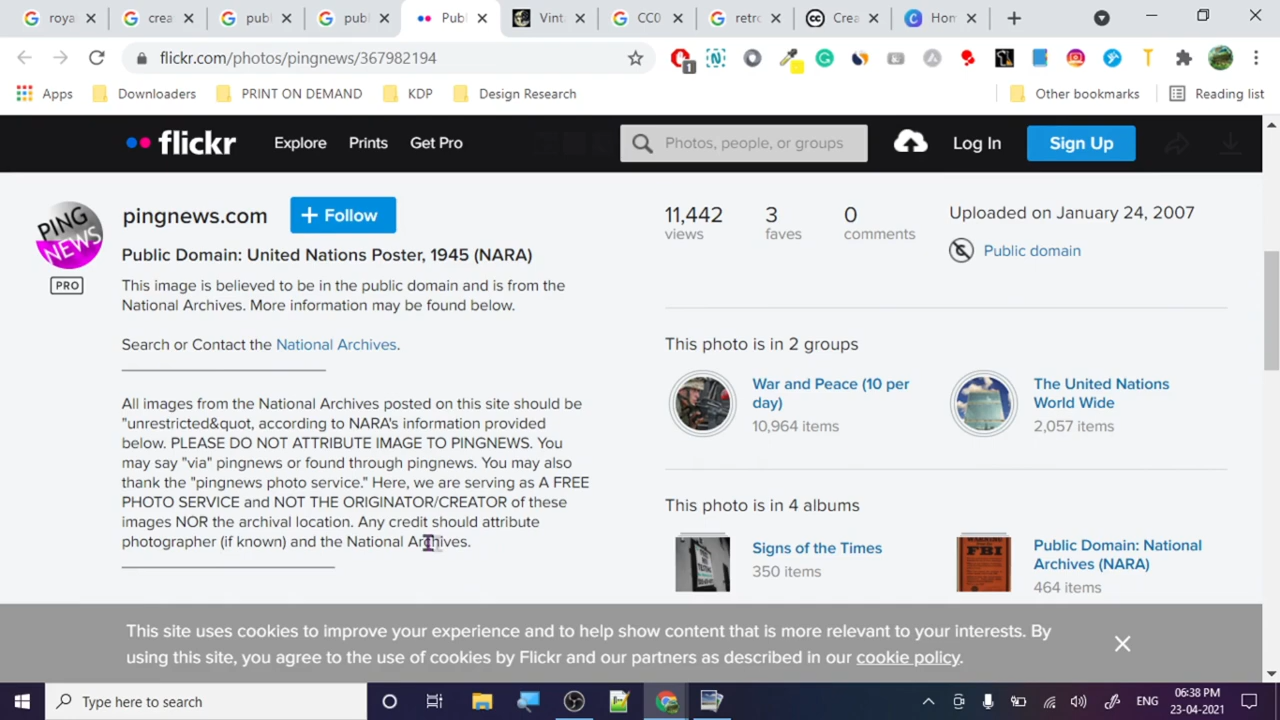 roya
crea
publ
publ
Publ
Vint
CC0
retro
Crea
Hom
flickr.com/photos/pingnews/367982194
1
Apps
Downloaders
PRINT ON DEMAND
KDP
Design Research
Other bookmarks
Reading list
flickr
Explore
Prints
Get Pro
Photos, people, or groups
Log In
Sign Up
PING NEWS
PRO
pingnews.com
+ Follow
Public Domain: United Nations Poster, 1945 (NARA)
This image is believed to be in the public domain and is from the
National Archives. More information may be found below.
Search or Contact the National Archives.
All images from the National Archives posted on this site should be
"unrestricted&quot, according to NARA's information provided
below. PLEASE DO NOT ATTRIBUTE IMAGE TO PINGNEWS. You
may say "via" pingnews or found through pingnews. You may also
thank the "pingnews photo service." Here, we are serving as A FREE
PHOTO SERVICE and NOT THE ORIGINATOR/CREATOR of these
images NOR the archival location. Any credit should attribute
photographer (if known) and the National Archives.
11,442
views
3
faves
0
comments
Uploaded on January 24, 2007
Public domain
This photo is in 2 groups
War and Peace (10 per
day)
10,964 items
The United Nations
World Wide
2,057 items
This photo is in 4 albums
Signs of the Times
350 items
FBI
Public Domain: National
Archives (NARA)
464 items
This site uses cookies to improve your experience and to help show content that is more relevant to your interests. By
using this site, you agree to the use of cookies by Flickr and our partners as described in our cookie policy.
Type here to search
ENG
06:38 PM
23-04-2021